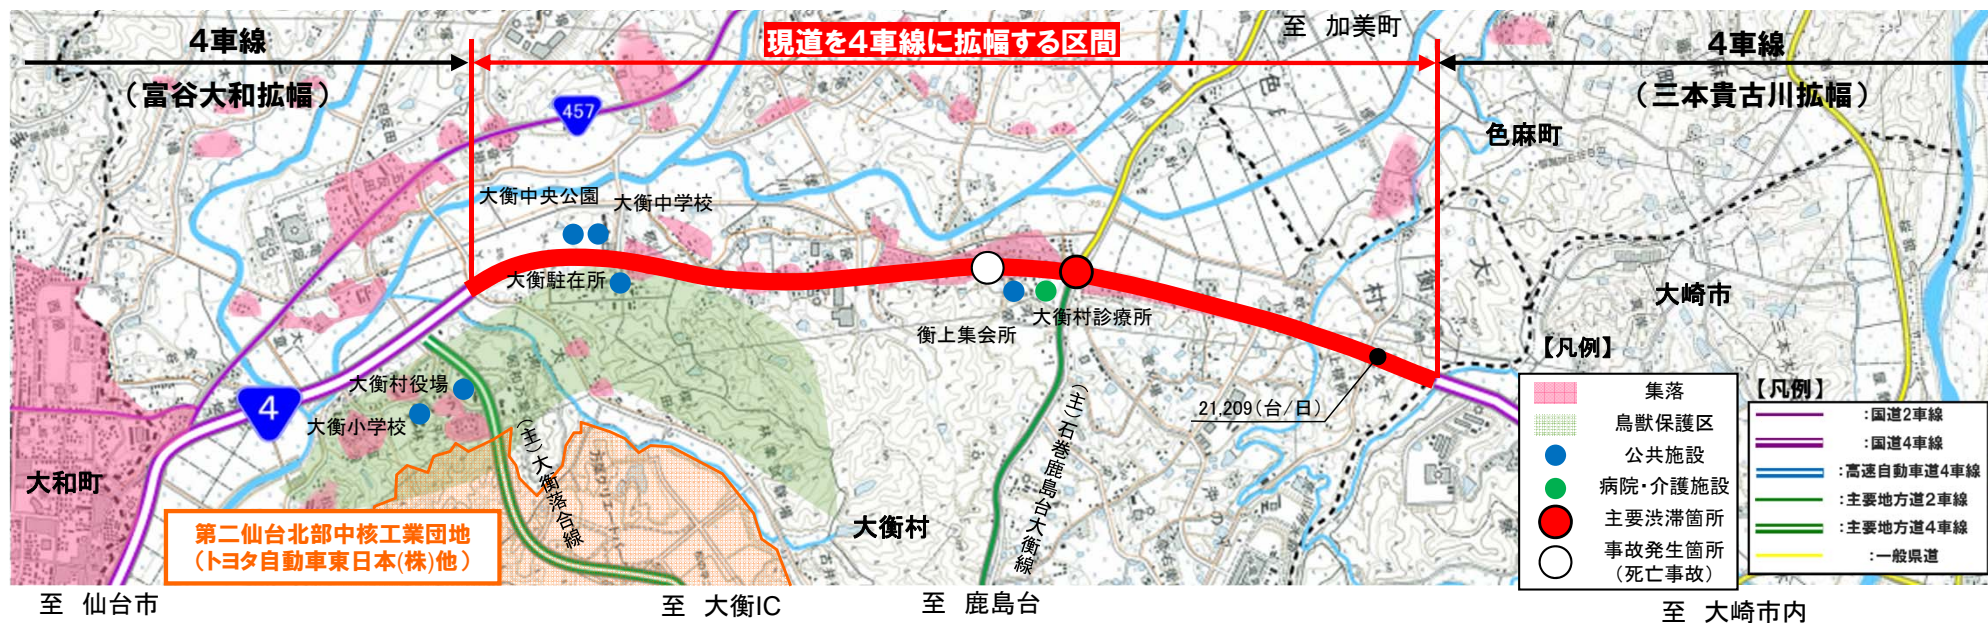 4車線
（富谷大和拡幅）
現道を4車線に拡幅する区間
至 加美町
4車線
（三本貴古川拡幅）
457
色麻町
大衡中央公園
大衡中学校
大衡駐在所
大崎市
衡上集会所
大衡村診療所
大衡村役場
大衡小学校
4
21,209(台/日)
(主)大衡落合線
(主)石巻鹿島台大衡線
大和町
大衡村
第二仙台北部中核工業団地
（トヨタ自動車東日本(株)他）
【凡例】
集落
鳥獣保護区
公共施設
病院・介護施設
主要渋滞箇所
事故発生箇所
（死亡事故）
【凡例】
:国道2車線
:国道4車線
:高速自動車道4車線
:主要地方道2車線
:主要地方道4車線
:一般県道
至 仙台市
至 大衡IC
至 鹿島台
至 大崎市内